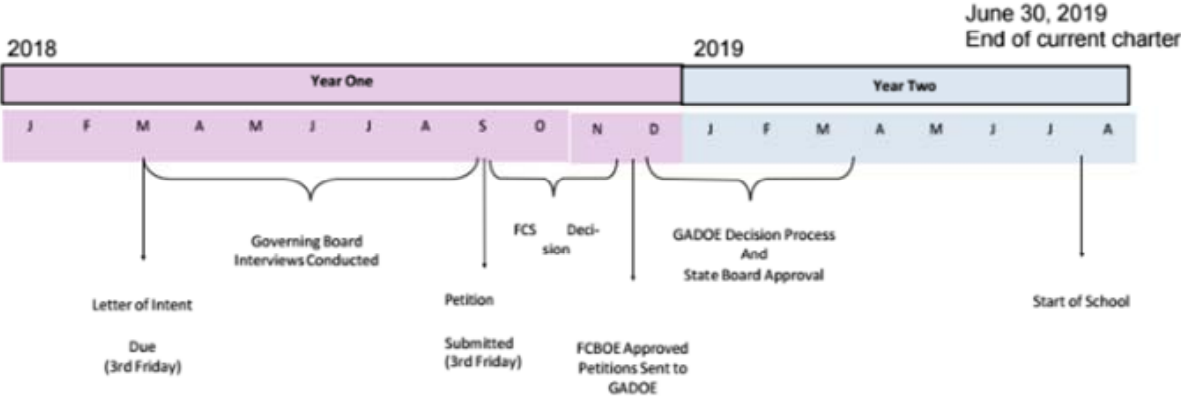 June 30, 2019
End of current charter
2018
2019
Year One
Year Two
J F M A M J J A S O N D J F M A M J J A
FCS Deci-
sion
Governing Board
Interviews Conducted
GADOE Decision Process
And
State Board Approval
Letter of Intent
Due
(3rd Friday)
Petition
Submitted
(3rd Friday)
FCBOE Approved
Petitions Sent to
GADOE
Start of School